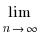 lim
n → ∞